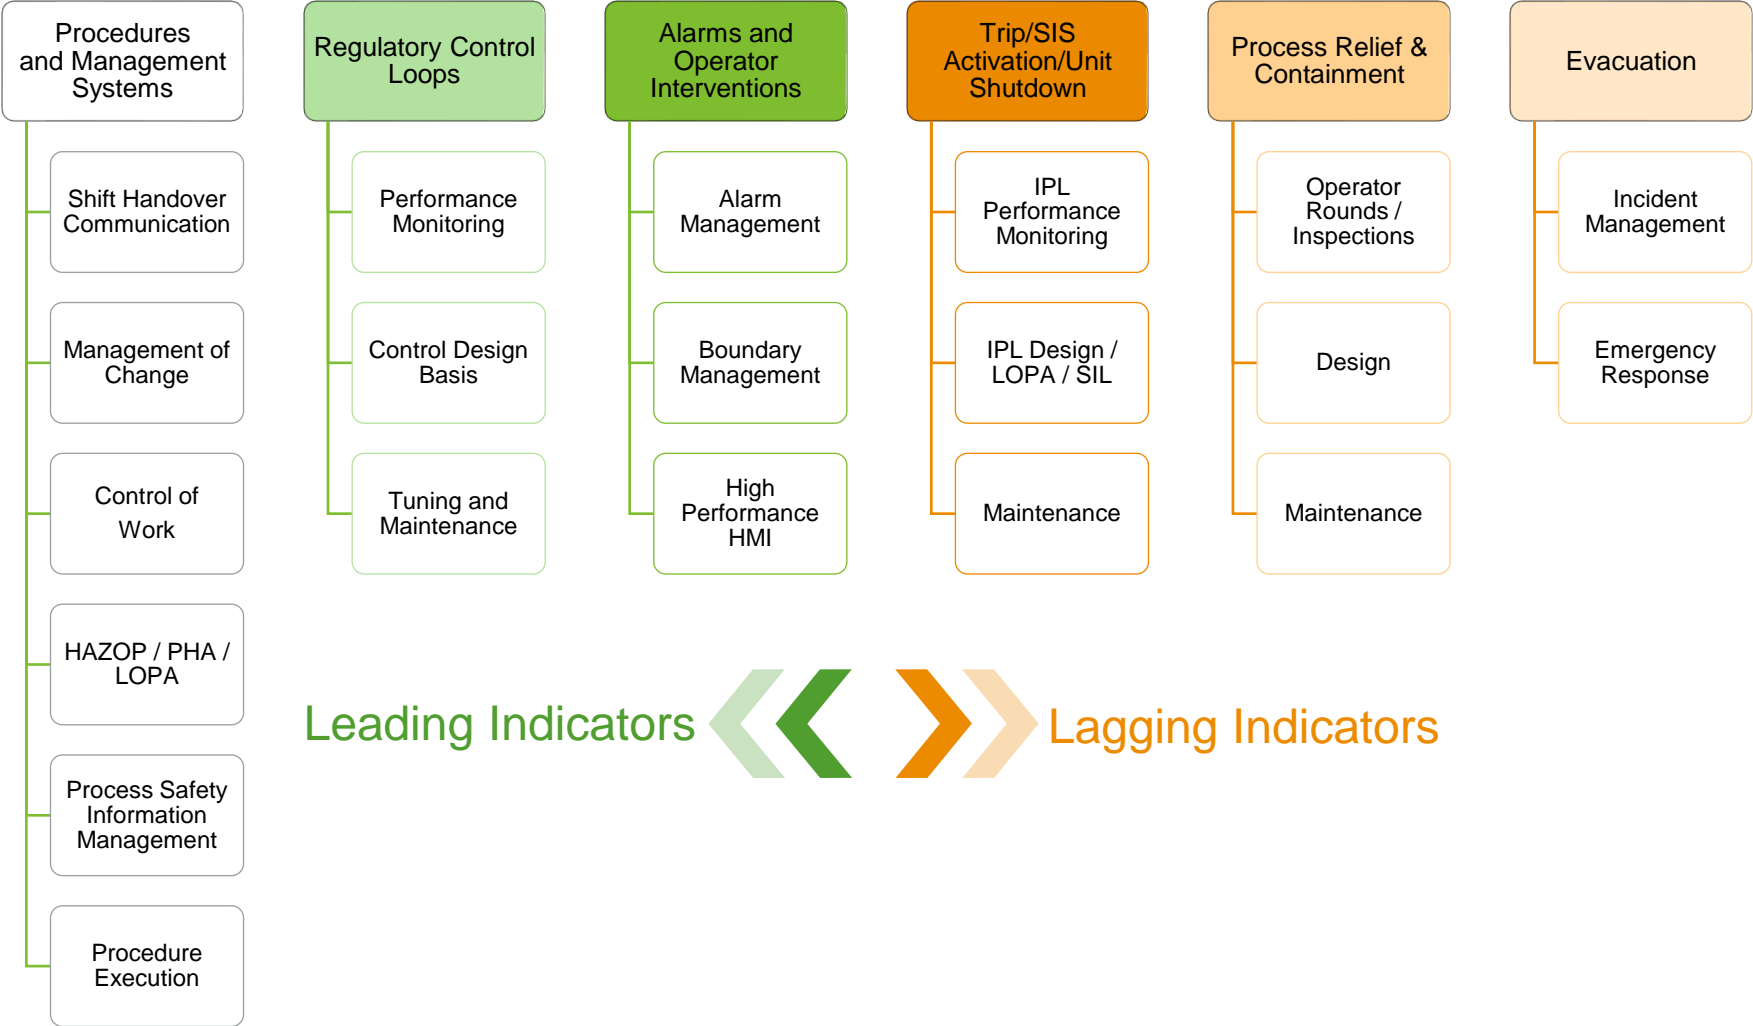 Procedures
and Management
Systems
Shift Handover
Communication
Management of
Change
Control of
Work
HAZOP / PHA /
LOPA
Process Safety
Information
Management
Procedure
Execution
Regulatory Control
Loops
Performance
Monitoring
Control Design
Basis
Tuning and
Maintenance
Alarms and
Operator
Interventions
Alarm
Management
Boundary
Management
High
Performance
HMI
Trip/SIS
Activation/Unit
Shutdown
IPL
Performance
Monitoring
IPL Design /
LOPA / SIL
Maintenance
Process Relief &
Containment
Operator
Rounds /
Inspections
Design
Maintenance
Evacuation
Incident
Management
Emergency
Response
Leading Indicators
Lagging Indicators